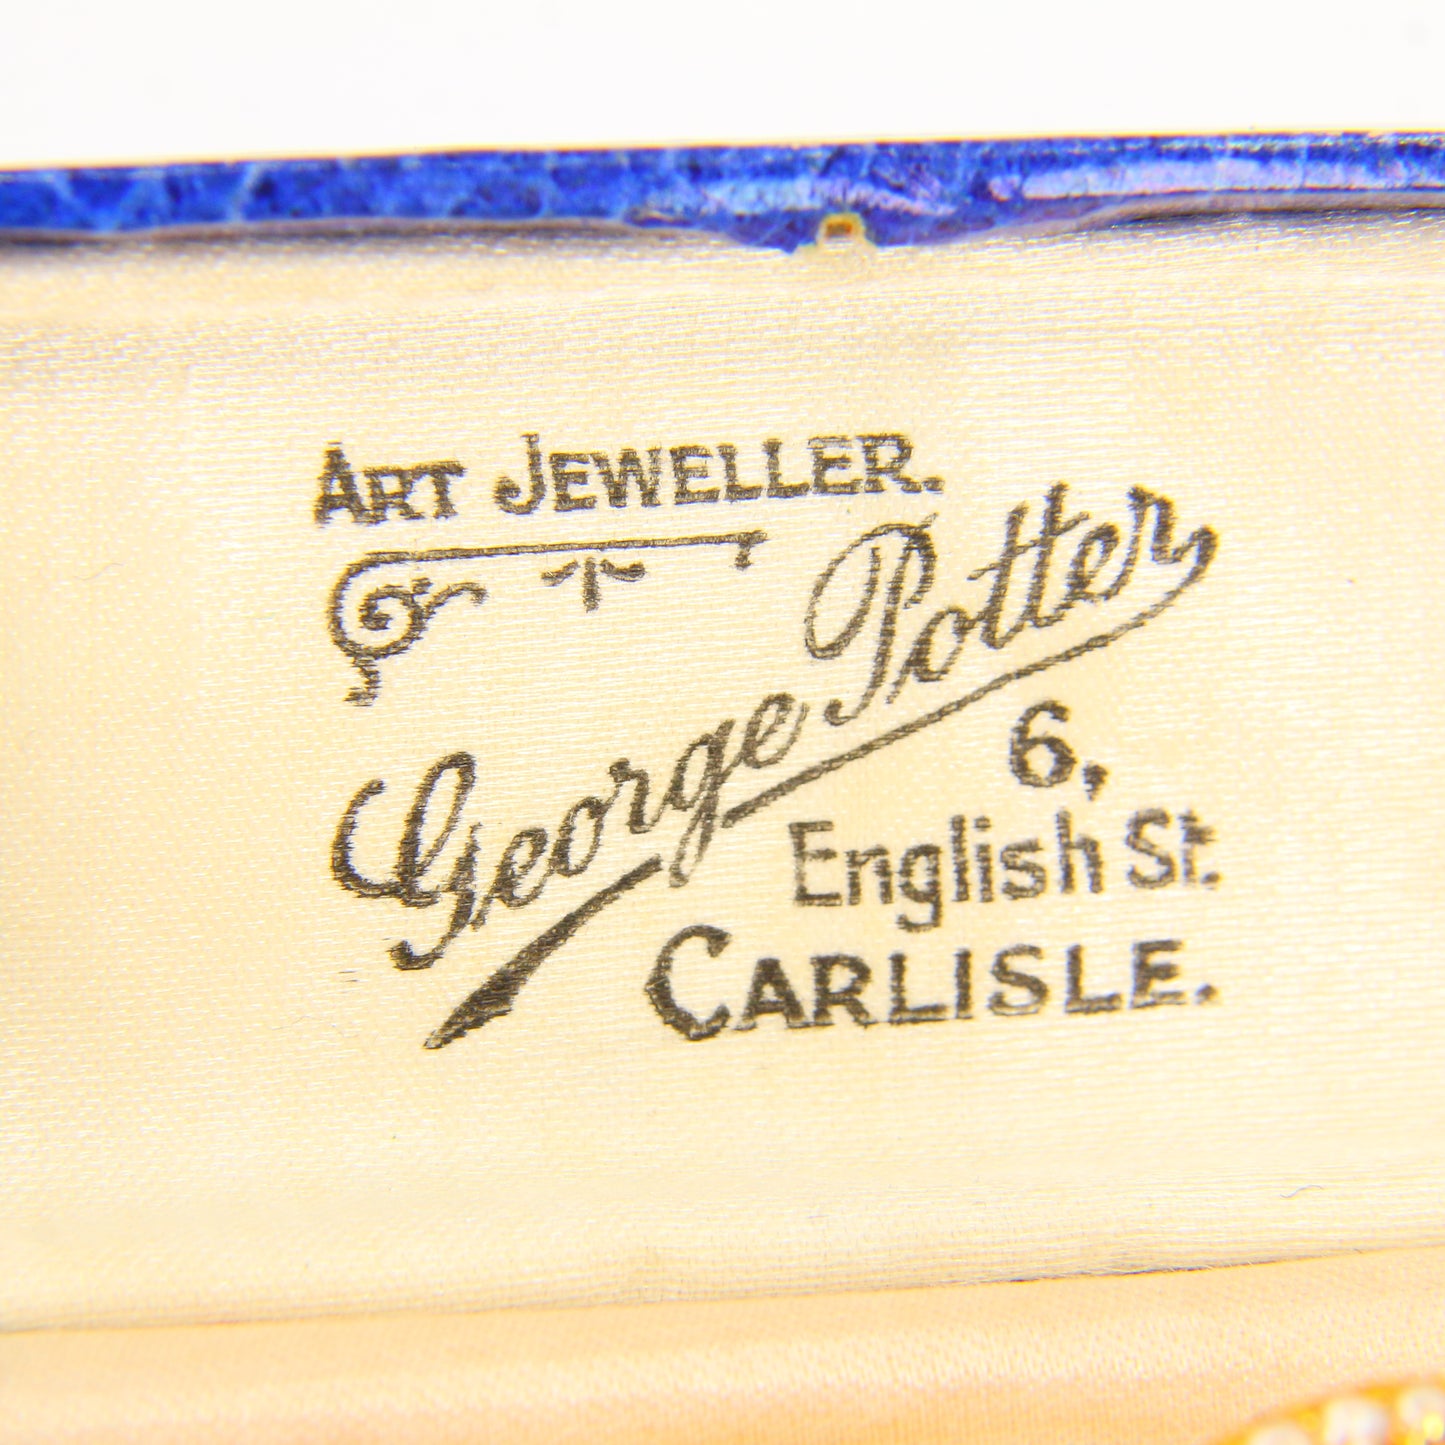 ART JEWELLER.
George Potter,
6,
English St.
CARLISLE.